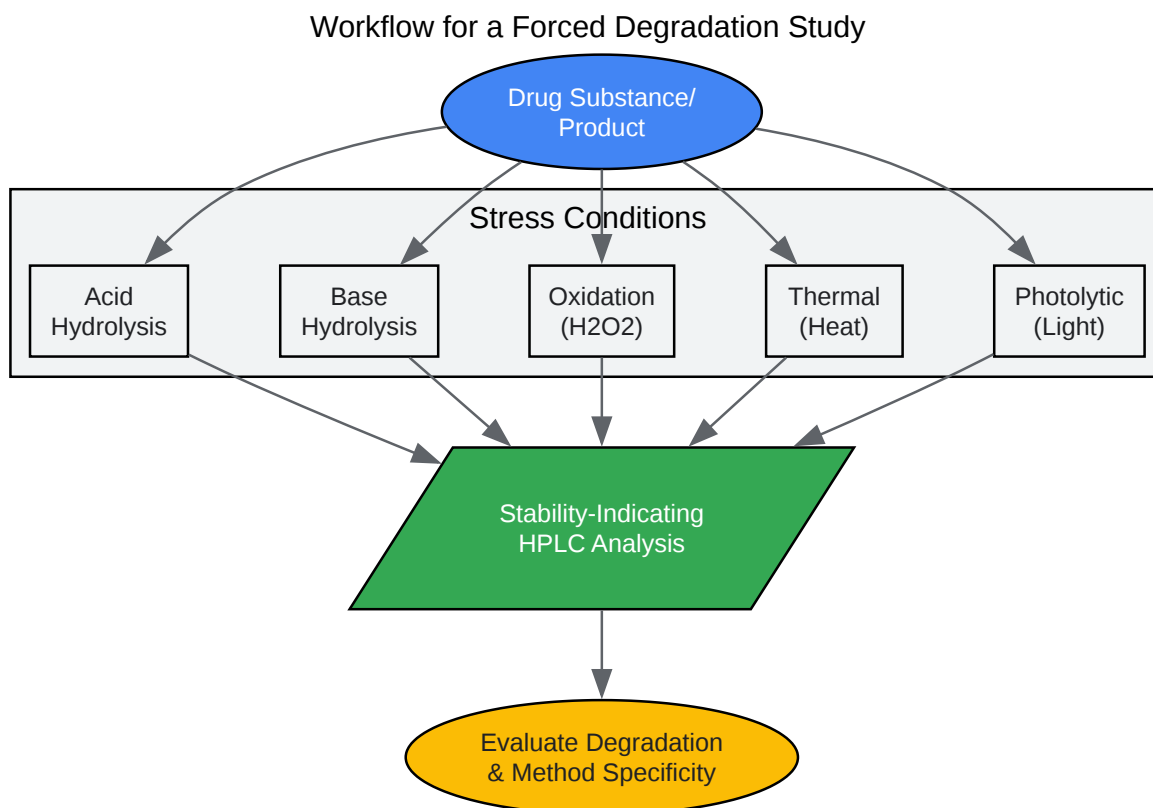 Workflow for a Forced Degradation Study
Drug Substance/
Product
Stress Conditions
Acid
Hydrolysis
Base
Hydrolysis
Oxidation
(H2O2)
Thermal
(Heat)
Photolytic
(Light)
Stability-Indicating
HPLC Analysis
Evaluate Degradation
& Method Specificity